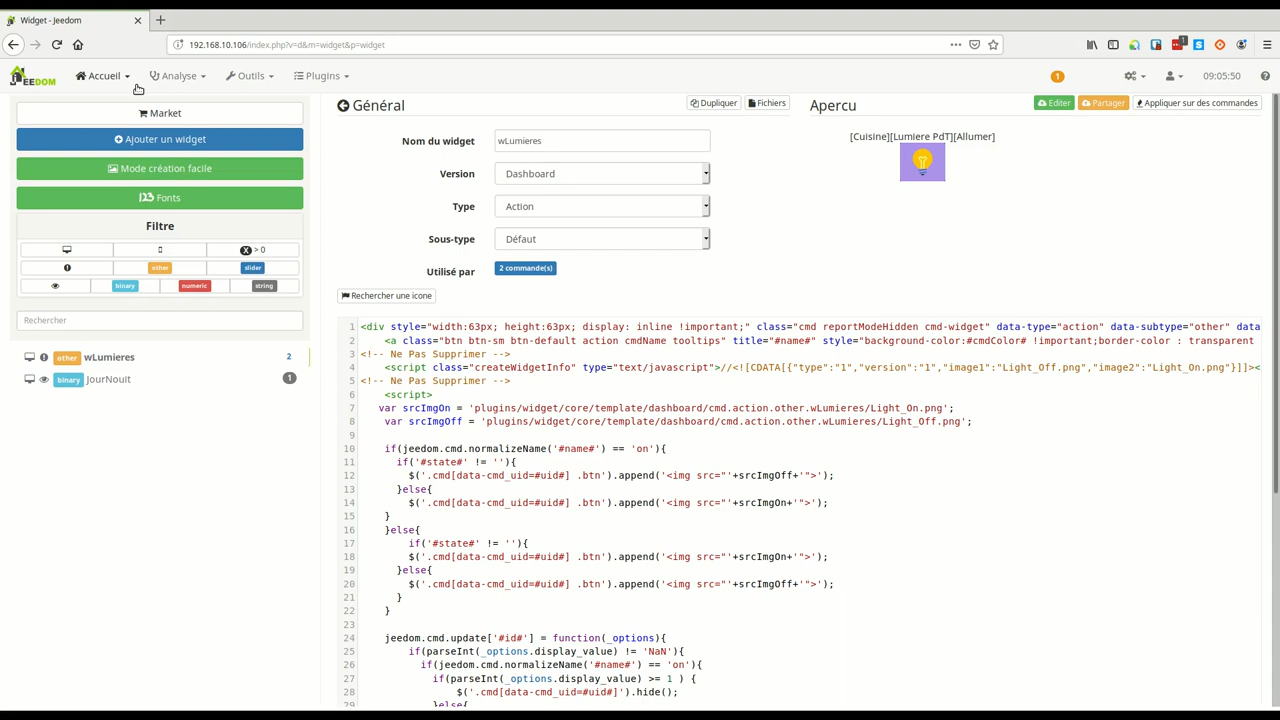 Widget - Jeedom
192.168.10.106/index.php?v=d&m=widget&p=widget
1
JEEDOM
Accueil
Analyse
Outils
Plugins
1
09:05:50
Market
Ajouter un widget
Mode création facile
Fonts
Filtre
X > 0
other
slider
binary
numeric
string
Rechercher
other wLumieres 2
binary JourNouit 1
Général
Dupliquer
Fichiers
Nom du widget wLumieres
Version Dashboard
Type Action
Sous-type Défaut
Utilisé par 2 commande(s)
Rechercher une icone
Apercu
Editer
Partager
Appliquer sur des commandes
[Cuisine][Lumiere PdT][Allumer]
1 <div style="width:63px; height:63px; display: inline !important;" class="cmd reportModeHidden cmd-widget" data-type="action" data-subtype="other" data
2 <a class="btn btn-sm btn-default action cmdName tooltips" title="#name#" style="background-color:#cmdColor# !important;border-color : transparent
3 <!-- Ne Pas Supprimer -->
4 <script class="createWidgetInfo" type="text/javascript">//<![CDATA[{"type":"1","version":"1","image1":"Light_Off.png","image2":"Light_On.png"}]]><
5 <!-- Ne Pas Supprimer -->
6 <script>
7 var srcImgOn = 'plugins/widget/core/template/dashboard/cmd.action.other.wLumieres/Light_On.png';
8 var srcImgOff = 'plugins/widget/core/template/dashboard/cmd.action.other.wLumieres/Light_Off.png';
9
10 if(jeedom.cmd.normalizeName('#name#') == 'on'){
11 if('#state#' != ''){
12 $('.cmd[data-cmd_uid=#uid#] .btn').append('<img src="'+srcImgOff+'">');
13 }else{
14 $('.cmd[data-cmd_uid=#uid#] .btn').append('<img src="'+srcImgOn+'">');
15 }
16 }else{
17 if('#state#' != ''){
18 $('.cmd[data-cmd_uid=#uid#] .btn').append('<img src="'+srcImgOn+'">');
19 }else{
20 $('.cmd[data-cmd_uid=#uid#] .btn').append('<img src="'+srcImgOff+'">');
21 }
22 }
23
24 jeedom.cmd.update['#id#'] = function(_options){
25 if(parseInt(_options.display_value) != 'NaN'){
26 if(jeedom.cmd.normalizeName('#name#') == 'on'){
27 if(parseInt(_options.display_value) >= 1 ) {
28 $('.cmd[data-cmd_uid=#uid#]').hide();
29 }else{